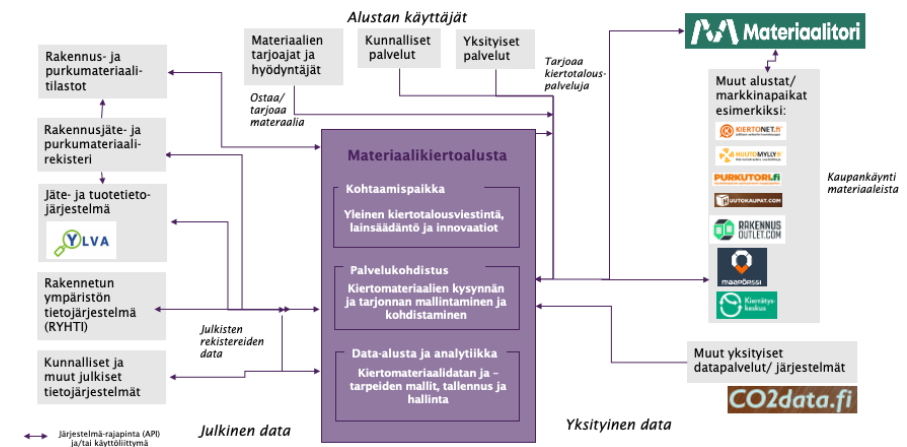 Alustan käyttäjät
Materiaalien
tarjoajat ja
hyödyntäjät
Kunnalliset
palvelut
Yksityiset
palvelut
Ostaa/
tarjoaa
materaalia
Tarjoaa
kiertotalous-
palveluja
Rakennus- ja
purkumateriaali-
tilastot
Rakennusjäte- ja
purkumateriaali-
rekisteri
Jäte- ja tuotetieto-
järjestelmä
YLVA
Rakennetun
ympäristön
tietojärjestelmä
(RYHTI)
Kunnalliset ja
muut julkiset
tietojärjestelmät
Julkisten
rekistereiden
data
Materiaalikiertoalusta
Kohtaamispaikka
Yleinen kiertotalousviestintä,
lainsäädäntö ja innovaatiot
Palvelukohdistus
Kiertomateriaalien kysynnän
ja tarjonnan mallintaminen ja
kohdistaminen
Data-alusta ja analytiikka
Kiertomateriaalidatan ja –
tarpeiden mallit, tallennus ja
hallinta
Materiaalitori
Muut alustat/
markkinapaikat
esimerkiksi:
KIERTONET.fi
HUUTOMYLLY.fi
PURKUTORI.fi
HUUTOKAUPAT.COM
RAKENNUS
OUTLET.COM
MAAPÖRSSI
Kierrätys
keskus
Kaupankäynti
materiaaleista
Muut yksityiset
datapalvelut/ järjestelmät
CO2data.fi
Julkinen data
Yksityinen data
Järjestelmä-rajapinta (API)
ja/tai käyttöliittymä